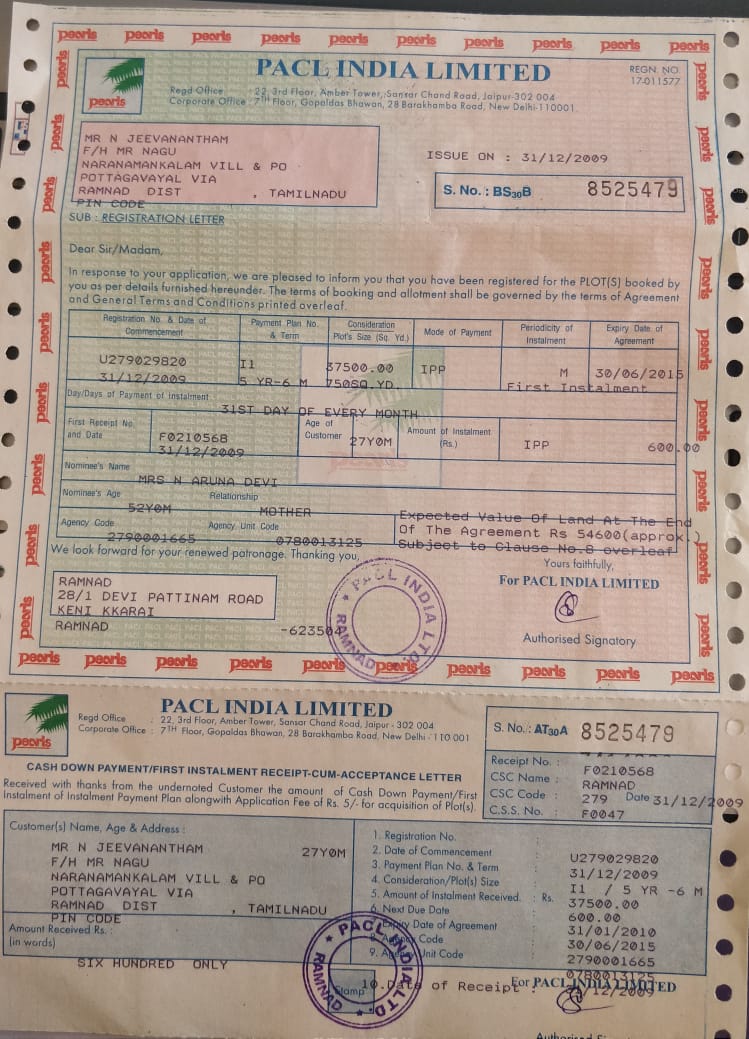 pearls pearls pearls pearls pearls pearls pearls pearls pearls pearls
PACL INDIA LIMITED
REGN. NO.
17-011577
pearls
Regd Office : 22, 3rd Floor, Amber Tower, Sansar Chand Road, Jaipur-302 004
Corporate Office : 7TH Floor, Gopaldas Bhawan, 28 Barakhamba Road, New Delhi-110001.
MR N JEEVANANTHAM
F/H MR NAGU
NARANAMANKALAM VILL & PO
POTTAGAVAYAL VIA
RAMNAD DIST , TAMILNADU
PIN CODE
ISSUE ON : 31/12/2009
S. No. : BS30B 8525479
SUB : REGISTRATION LETTER
Dear Sir/Madam,
In response to your application, we are pleased to inform you that you have been registered for the PLOT(S) booked by
you as per details furnished hereunder. The terms of booking and allotment shall be governed by the terms of Agreement
and General Terms and Conditions printed overleaf.
Registration No. & Date of Commencement
Payment Plan No. & Term
Consideration Plot's Size (Sq. Yd.)
Mode of Payment
Periodicity of Instalment
Expiry Date of Agreement
U279029820 I1 37500.00 IPP M 30/06/2015
31/12/2009 5 YR-6 M 750SQ.YD. First Instalment
Day/Days of Payment of Instalment
31ST DAY OF EVERY MONTH
First Receipt No. and Date
F0210568
31/12/2009
Age of Customer
27Y0M
Amount of Instalment (Rs.)
IPP 600.00
Nominee's Name
MRS N ARUNA DEVI
Nominee's Age Relationship
52Y0M MOTHER
Agency Code Agency Unit Code
2790001665 0780013125
Expected Value Of Land At The End
Of The Agreement Rs 54600(approx.)
Subject to Clause No.8 overleaf
We look forward for your renewed patronage. Thanking you,
Yours faithfully,
For PACL INDIA LIMITED
RAMNAD
28/1 DEVI PATTINAM ROAD
KENI KKARAI
RAMNAD -623504
PACL INDIA LTD. RAMNAD
Authorised Signatory
pearls pearls pearls pearls pearls pearls pearls pearls pearls pearls
pearls
PACL INDIA LIMITED
Regd Office : 22, 3rd Floor, Amber Tower, Sansar Chand Road, Jaipur - 302 004
Corporate Office : 7TH Floor, Gopaldas Bhawan, 28 Barakhamba Road, New Delhi - 110 001
S. No. : AT30A 8525479
CASH DOWN PAYMENT/FIRST INSTALMENT RECEIPT-CUM-ACCEPTANCE LETTER
Received with thanks from the undernoted Customer the amount of Cash Down Payment/First
Instalment of Instalment Payment Plan alongwith Application Fee of Rs. 5/- for acquisition of Plot(s).
Receipt No. : F0210568
CSC Name : RAMNAD
CSC Code : 279 Date 31/12/2009
C.S.S. No. : F0047
Customer(s) Name, Age & Address :
MR N JEEVANANTHAM 27Y0M
F/H MR NAGU
NARANAMANKALAM VILL & PO
POTTAGAVAYAL VIA
RAMNAD DIST , TAMILNADU
PIN CODE
Amount Received Rs. :
(in words)
SIX HUNDRED ONLY
1. Registration No. : U279029820
2. Date of Commencement : 31/12/2009
3. Payment Plan No. & Term : I1 / 5 YR -6 M
4. Consideration/Plot(s) Size : 37500.00
5. Amount of Instalment Received : Rs. 600.00
6. Next Due Date : 31/01/2010
7. Expiry Date of Agreement : 30/06/2015
8. Agency Code : 2790001665
9. Agency Unit Code : 0780013125
10.Date of Receipt : 31/12/2009
For PACL INDIA LIMITED
Stamp
PACL INDIA LTD. RAMNAD